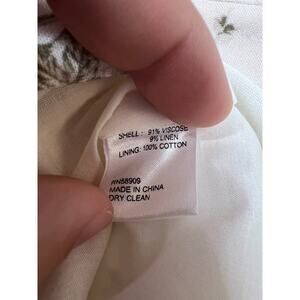 SHELL: 91% VISCOSE
9% LINEN
LINING: 100% COTTON
RN58909
MADE IN CHINA
DRY CLEAN